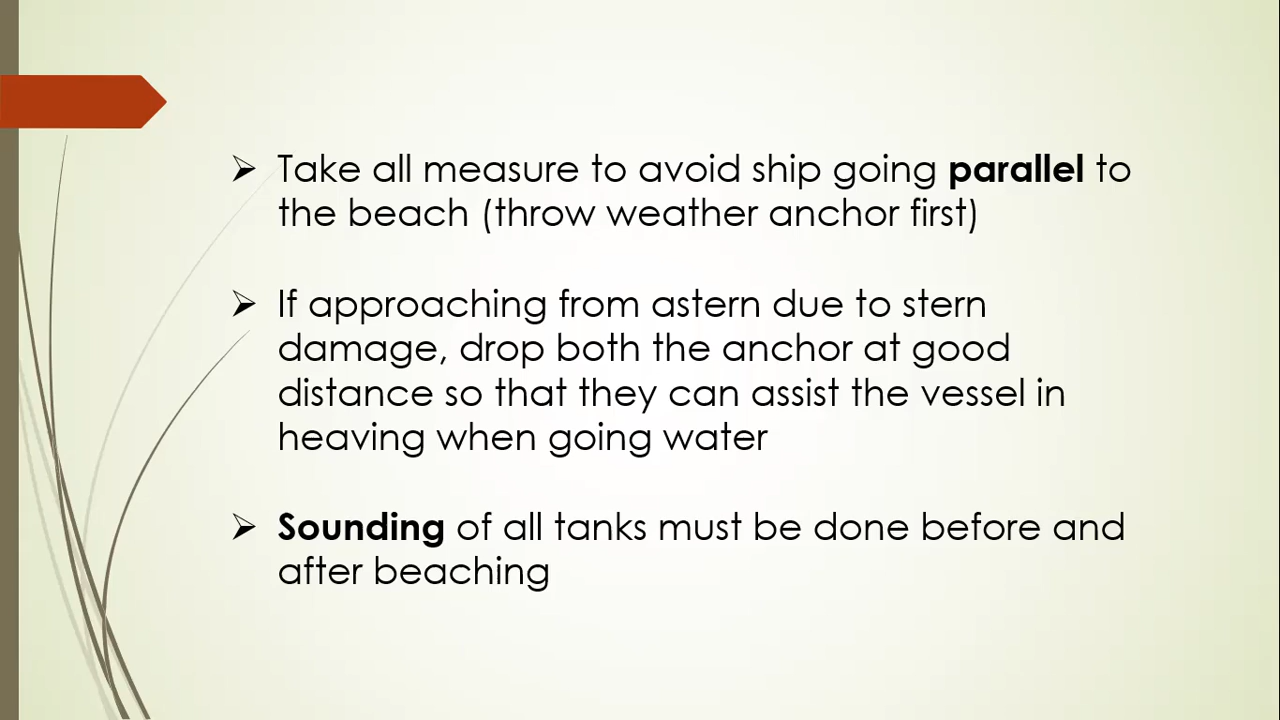 Take all measure to avoid ship going parallel to
the beach (throw weather anchor first)
If approaching from astern due to stern
damage, drop both the anchor at good
distance so that they can assist the vessel in
heaving when going water
Sounding of all tanks must be done before and
after beaching